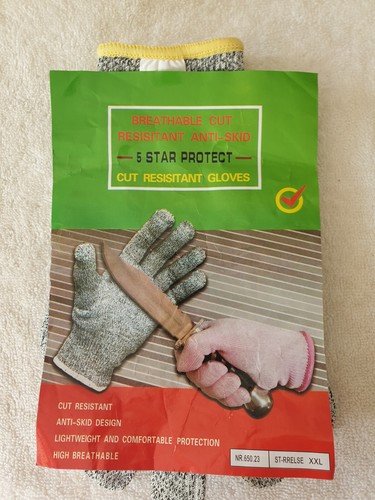 BREATHABLE CUT
RESISITANT ANTI-SKID
5 STAR PROTECT
CUT RESISITANT GLOVES
CUT RESISTANT
ANTI-SKID DESIGN
LIGHTWEIGHT AND COMFORTABLE PROTECTION
HIGH BREATHABLE
NR.650.23 ST-RRELSE XXL